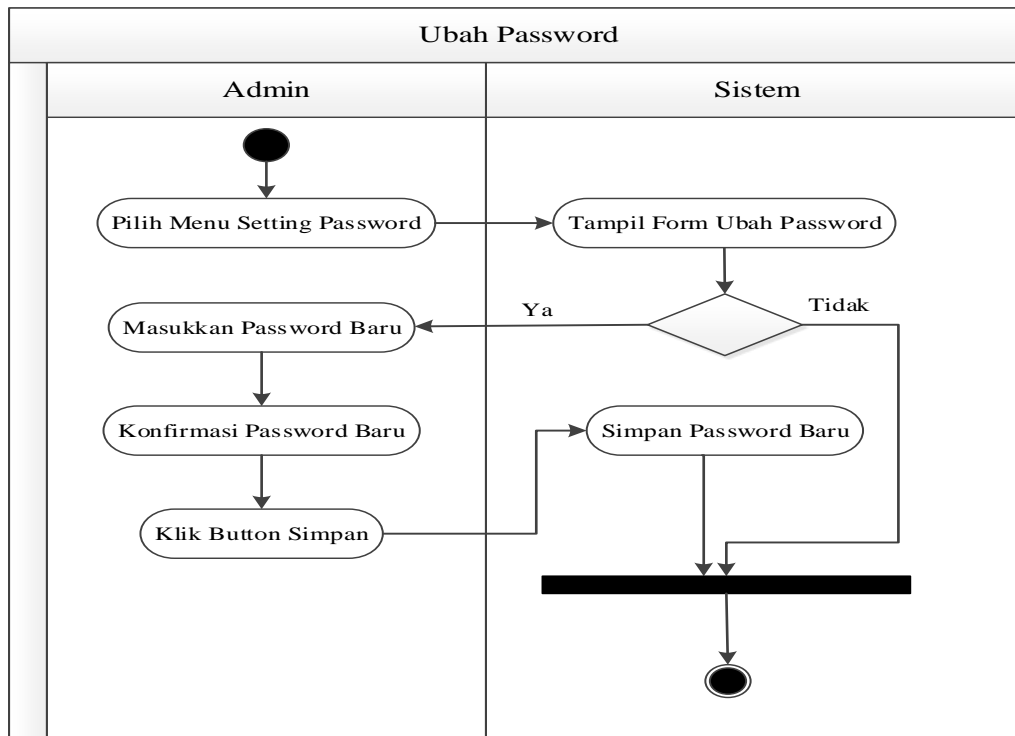 Ubah Password
Admin
Sistem
Pilih Menu Setting Password
Tampil Form Ubah Password
Ya
Tidak
Masukkan Password Baru
Konfirmasi Password Baru
Simpan Password Baru
Klik Button Simpan